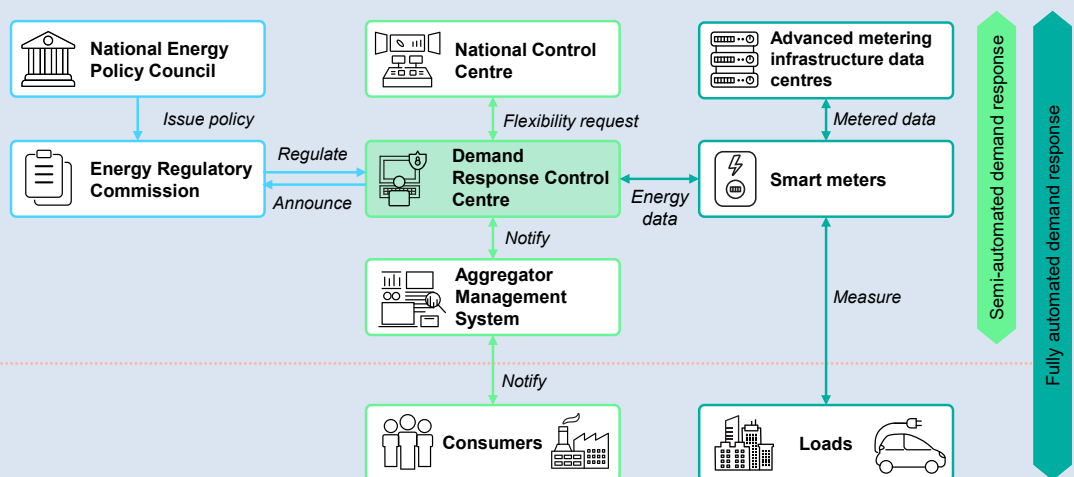 National Energy
Policy Council
National Control
Centre
Advanced metering
infrastructure data
centres
Issue policy
Flexibility request
Metered data
Energy Regulatory
Commission
Regulate
Announce
Demand
Response Control
Centre
Energy
data
Smart meters
Notify
Aggregator
Management
System
Measure
Notify
Consumers
Loads
Semi-automated demand response
Fully automated demand response